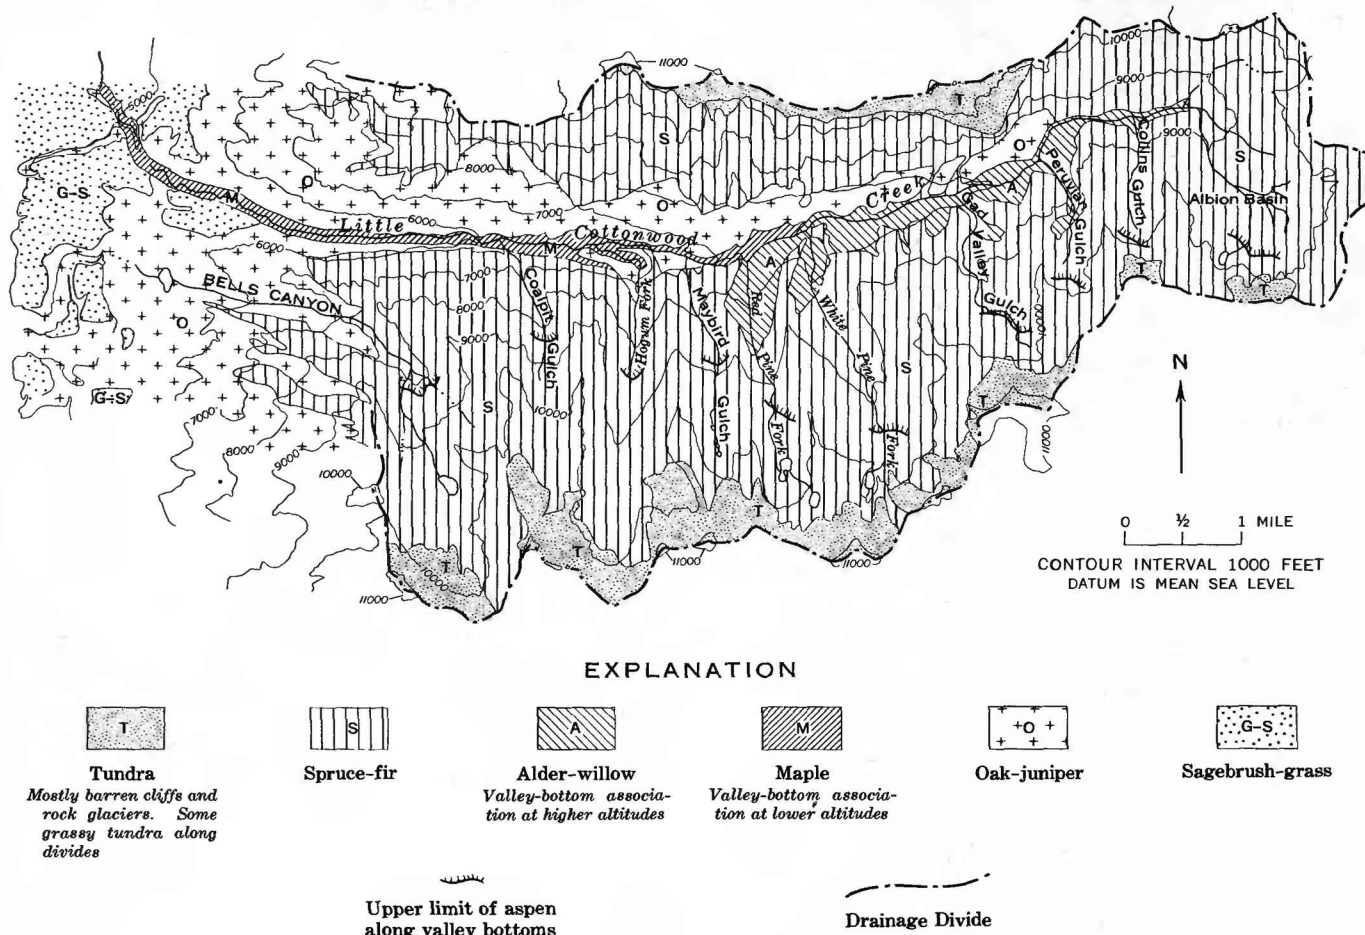 11000
10000
9000
5000
T
S
8000
O
Collins Gulch
9000
G-S
M
O
Creek
A
Peruvian Gulch
S
Albion Basin
O
7000
6000
Little Cottonwood
Gad Valley Gulch
6000
M
A
T
T
BELLS CANYON
7000
Coalpit Gulch
Hogum Fork
Maybird Gulch
Red Pine Fork
White Pine Fork
10000
O
8000
9000
N
G-S
S
10000
S
T
7000
8000
9000
11000
10000
T
T
T
10000
11000
11000
11000
0 ½ 1 MILE
CONTOUR INTERVAL 1000 FEET
DATUM IS MEAN SEA LEVEL
EXPLANATION
T
S
A
M
O
G-S
Tundra
Mostly barren cliffs and
rock glaciers. Some
grassy tundra along
divides
Spruce-fir
Alder-willow
Valley-bottom associa-
tion at higher altitudes
Maple
Valley-bottom associa-
tion at lower altitudes
Oak-juniper
Sagebrush-grass
Upper limit of aspen
along valley bottoms
Drainage Divide